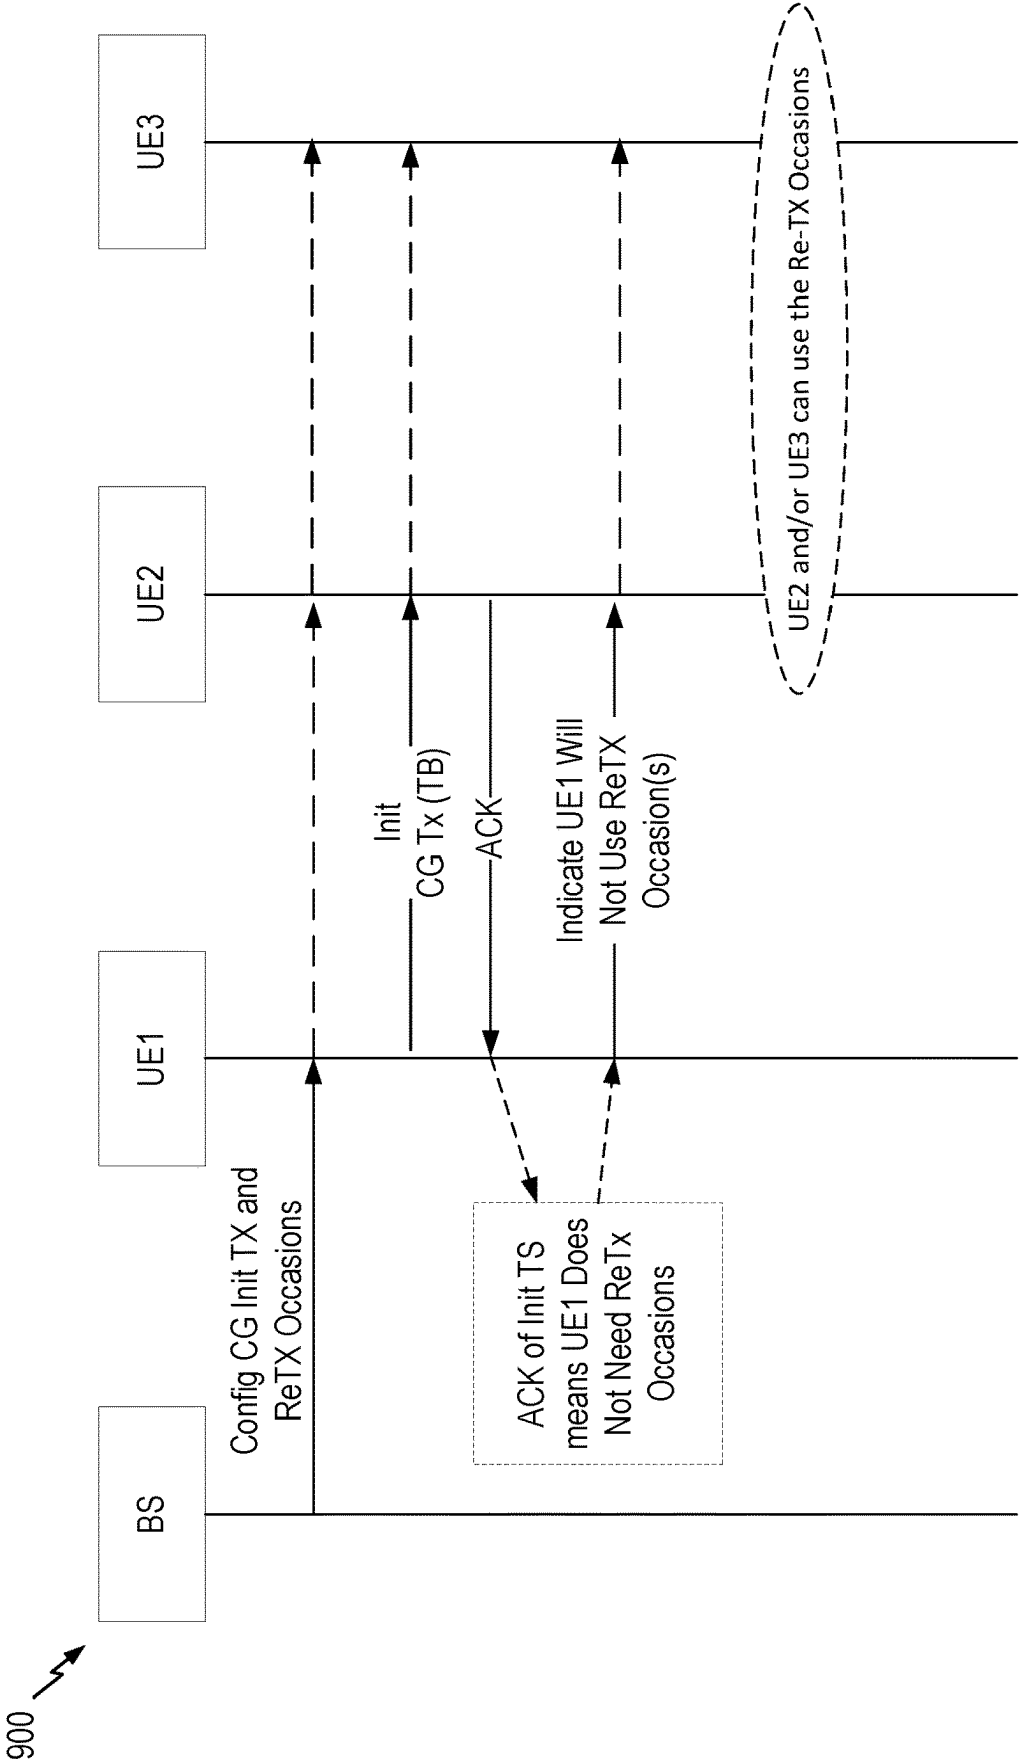 900
BS
UE1
UE2
UE3
Config CG Init TX and
ReTX Occasions
Init
CG Tx (TB)
ACK
ACK of Init TS
means UE1 Does
Not Need ReTx
Occasions
Indicate UE1 Will
Not Use ReTX
Occasion(s)
UE2 and/or UE3 can use the Re-TX Occasions